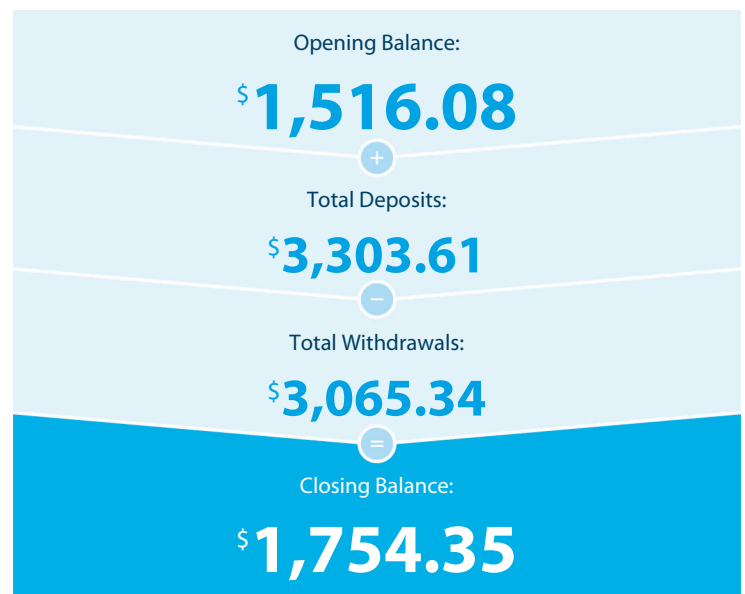 Opening Balance:
$1,516.08
+
Total Deposits:
$3,303.61
−
Total Withdrawals:
$3,065.34
=
Closing Balance:
$1,754.35